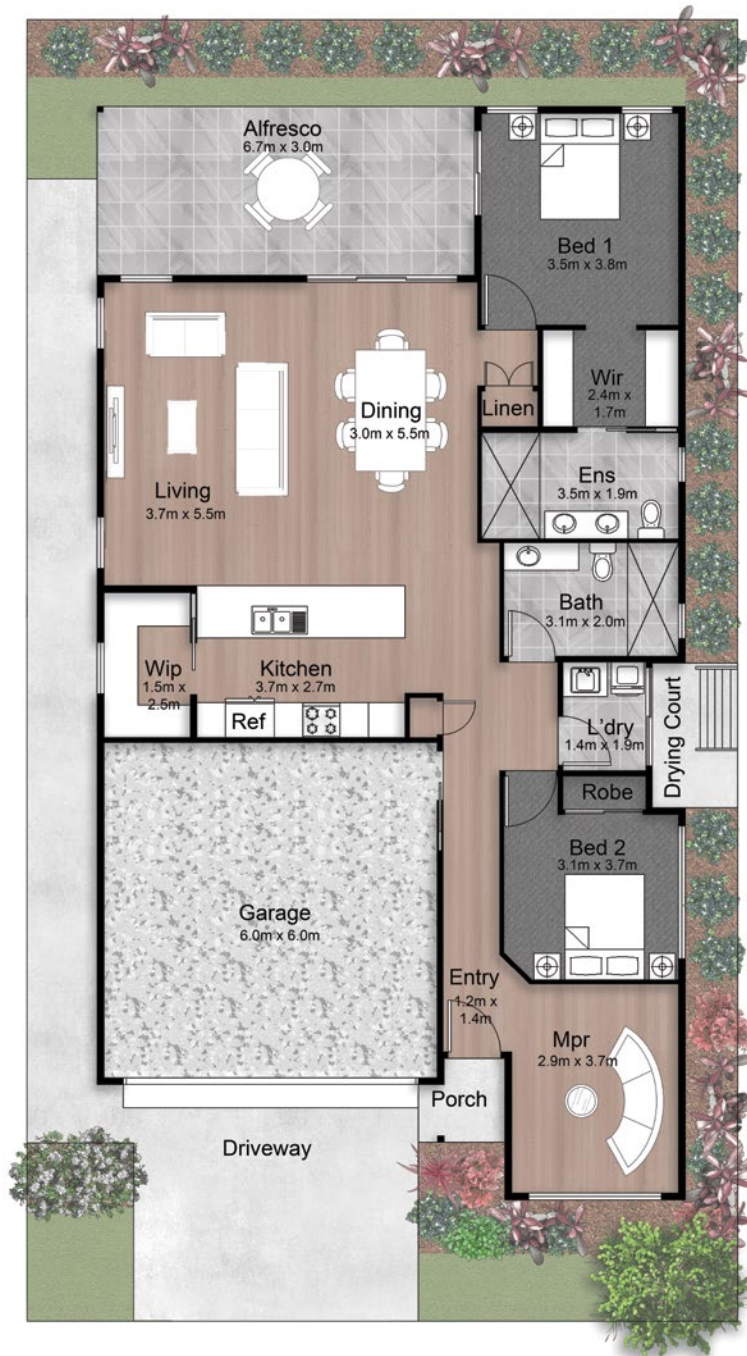 Alfresco
6.7m x 3.0m
Bed 1
3.5m x 3.8m
Wir
2.4m x
1.7m
Linen
Dining
3.0m x 5.5m
Living
3.7m x 5.5m
Ens
3.5m x 1.9m
Bath
3.1m x 2.0m
Wip
1.5m x
2.5m
Kitchen
3.7m x 2.7m
Ref
L'dry
1.4m x 1.9m
Drying Court
Robe
Bed 2
3.1m x 3.7m
Garage
6.0m x 6.0m
Entry
1.2m x
1.4m
Mpr
2.9m x 3.7m
Porch
Driveway